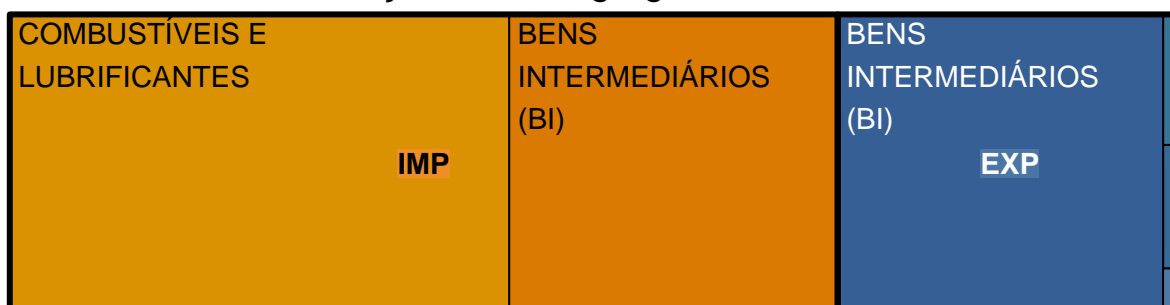 COMBUSTÍVEIS E
LUBRIFICANTES
IMP
BENS
INTERMEDIÁRIOS
(BI)
BENS
INTERMEDIÁRIOS
(BI)
EXP